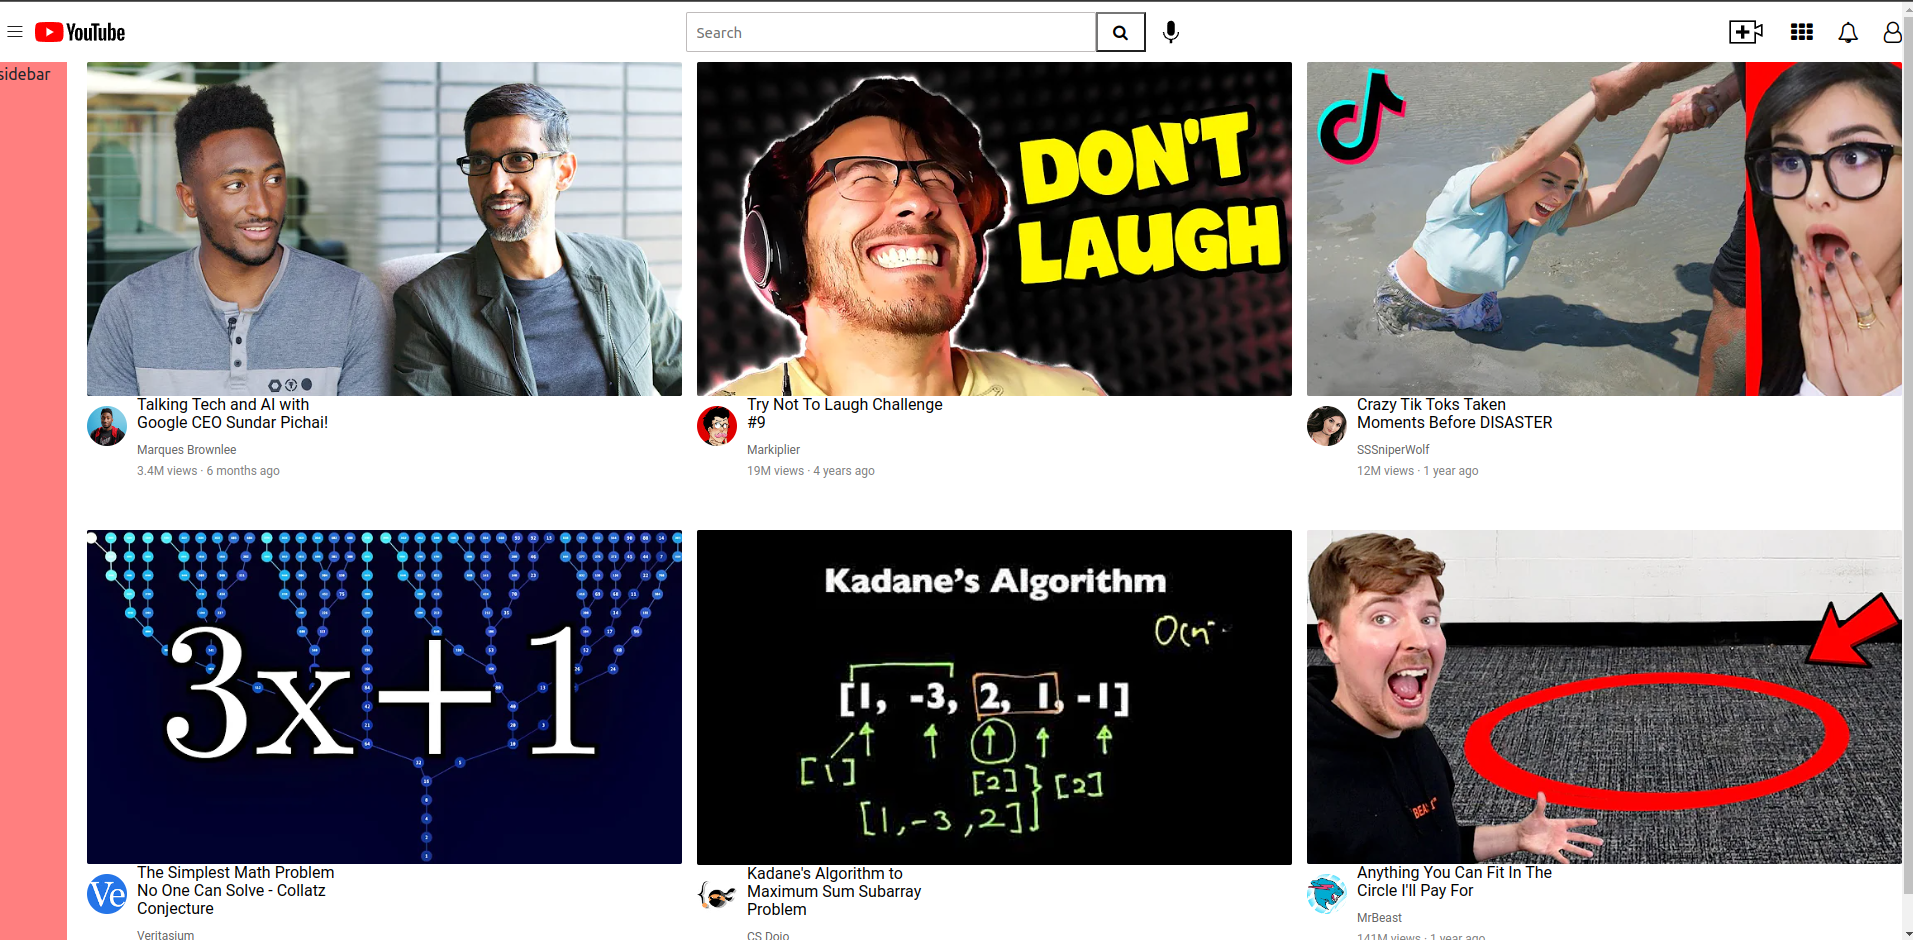 YouTube
Search
sidebar
DON'T
LAUGH
Talking Tech and AI with
Google CEO Sundar Pichai!
Marques Brownlee
3.4M views · 6 months ago
Try Not To Laugh Challenge
#9
Markiplier
19M views · 4 years ago
Crazy Tik Toks Taken
Moments Before DISASTER
SSSniperWolf
12M views · 1 year ago
3x+1
Kadane's Algorithm
[1, -3, 2, 1, -1]
[1]
[2]
[2]
[1,-3,2]
Ve
The Simplest Math Problem
No One Can Solve - Collatz
Conjecture
Veritasium
Kadane's Algorithm to
Maximum Sum Subarray
Problem
CS Dojo
Anything You Can Fit In The
Circle I'll Pay For
MrBeast
141M views · 1 year ago